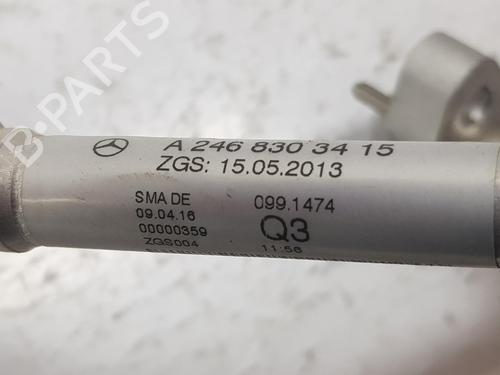 A 246 830 34 15
ZGS: 15.05.2013
SMA DE 099.1474
09.04.16 Q3
00000359
ZGS004 11:56
B-PARTS